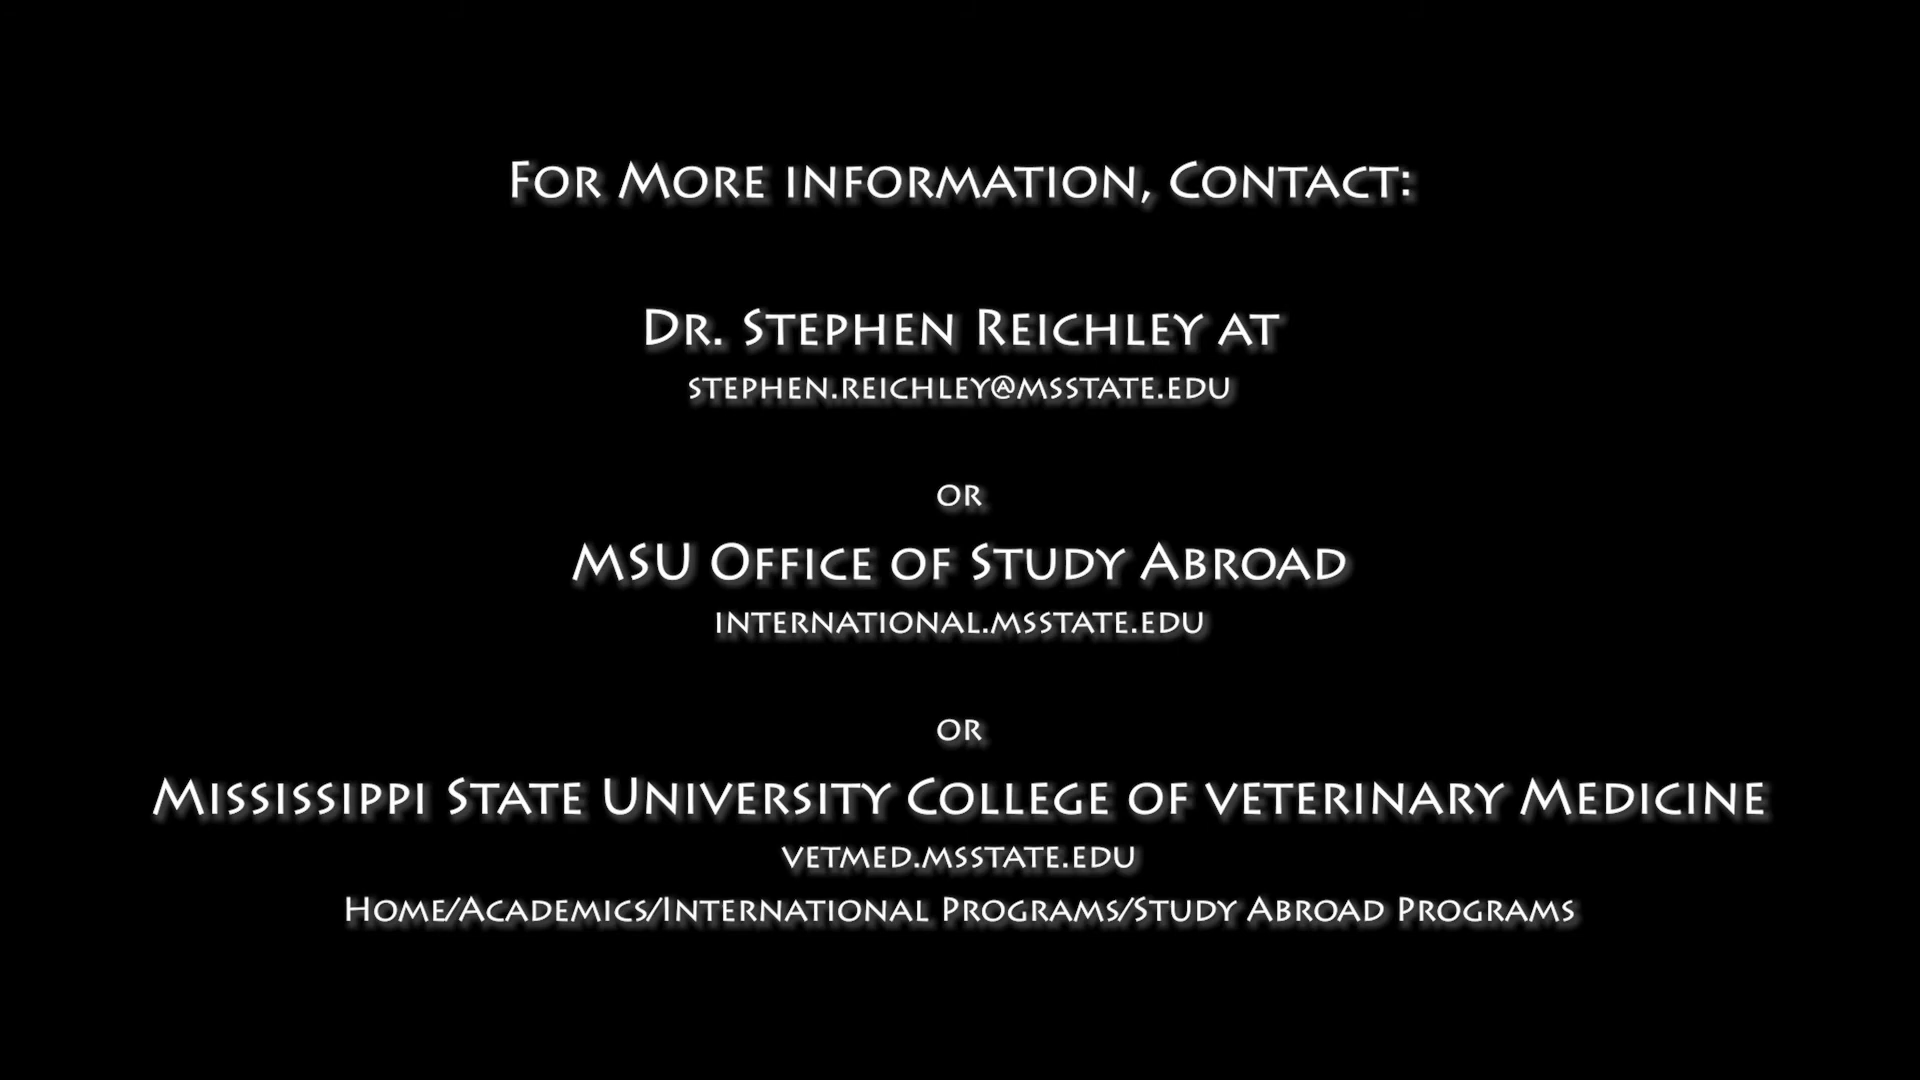 For More information, Contact:
Dr. Stephen Reichley at
stephen.reichley@msstate.edu
or
MSU Office of Study Abroad
international.msstate.edu
or
Mississippi State University College of veterinary Medicine
vetmed.msstate.edu
Home/Academics/International Programs/Study Abroad Programs